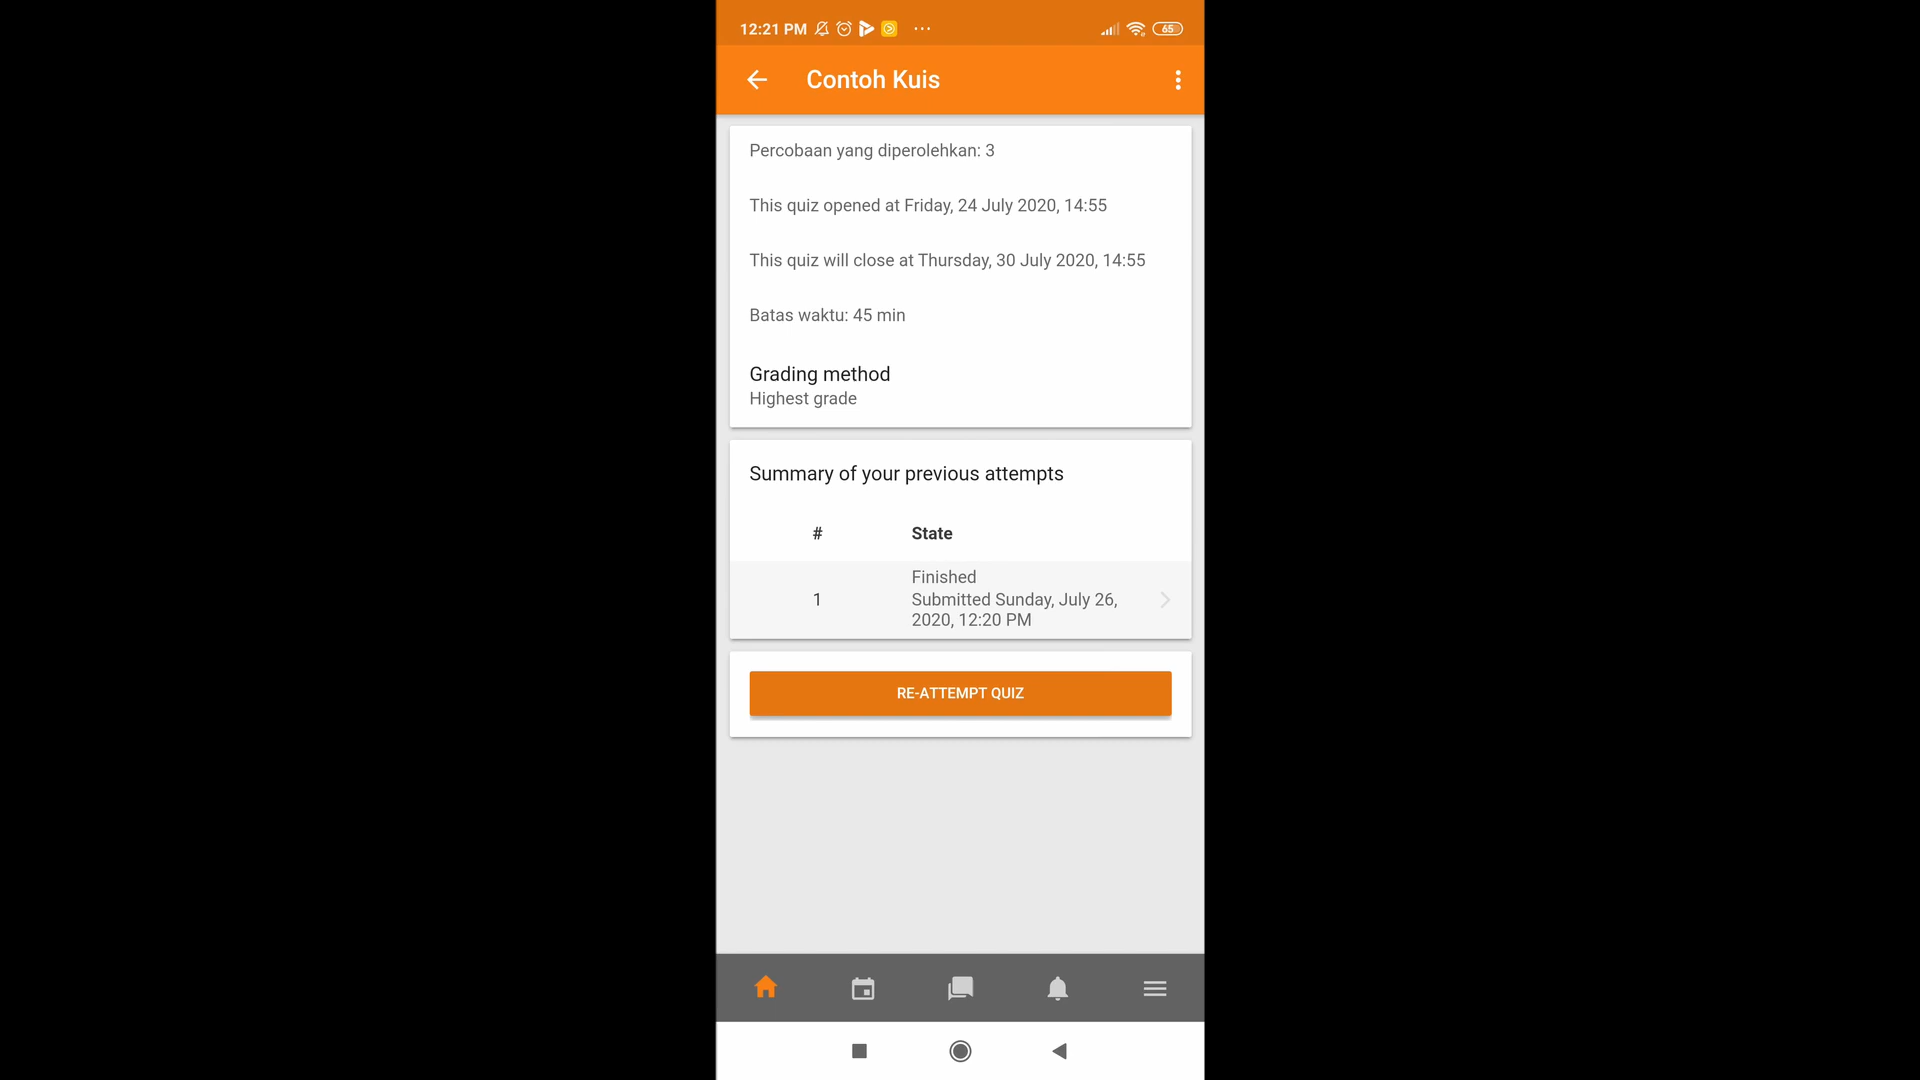 12:21 PM
65
Contoh Kuis
Percobaan yang diperolehkan: 3
This quiz opened at Friday, 24 July 2020, 14:55
This quiz will close at Thursday, 30 July 2020, 14:55
Batas waktu: 45 min
Grading method
Highest grade
Summary of your previous attempts
# State
1 Finished
Submitted Sunday, July 26,
2020, 12:20 PM
RE-ATTEMPT QUIZ